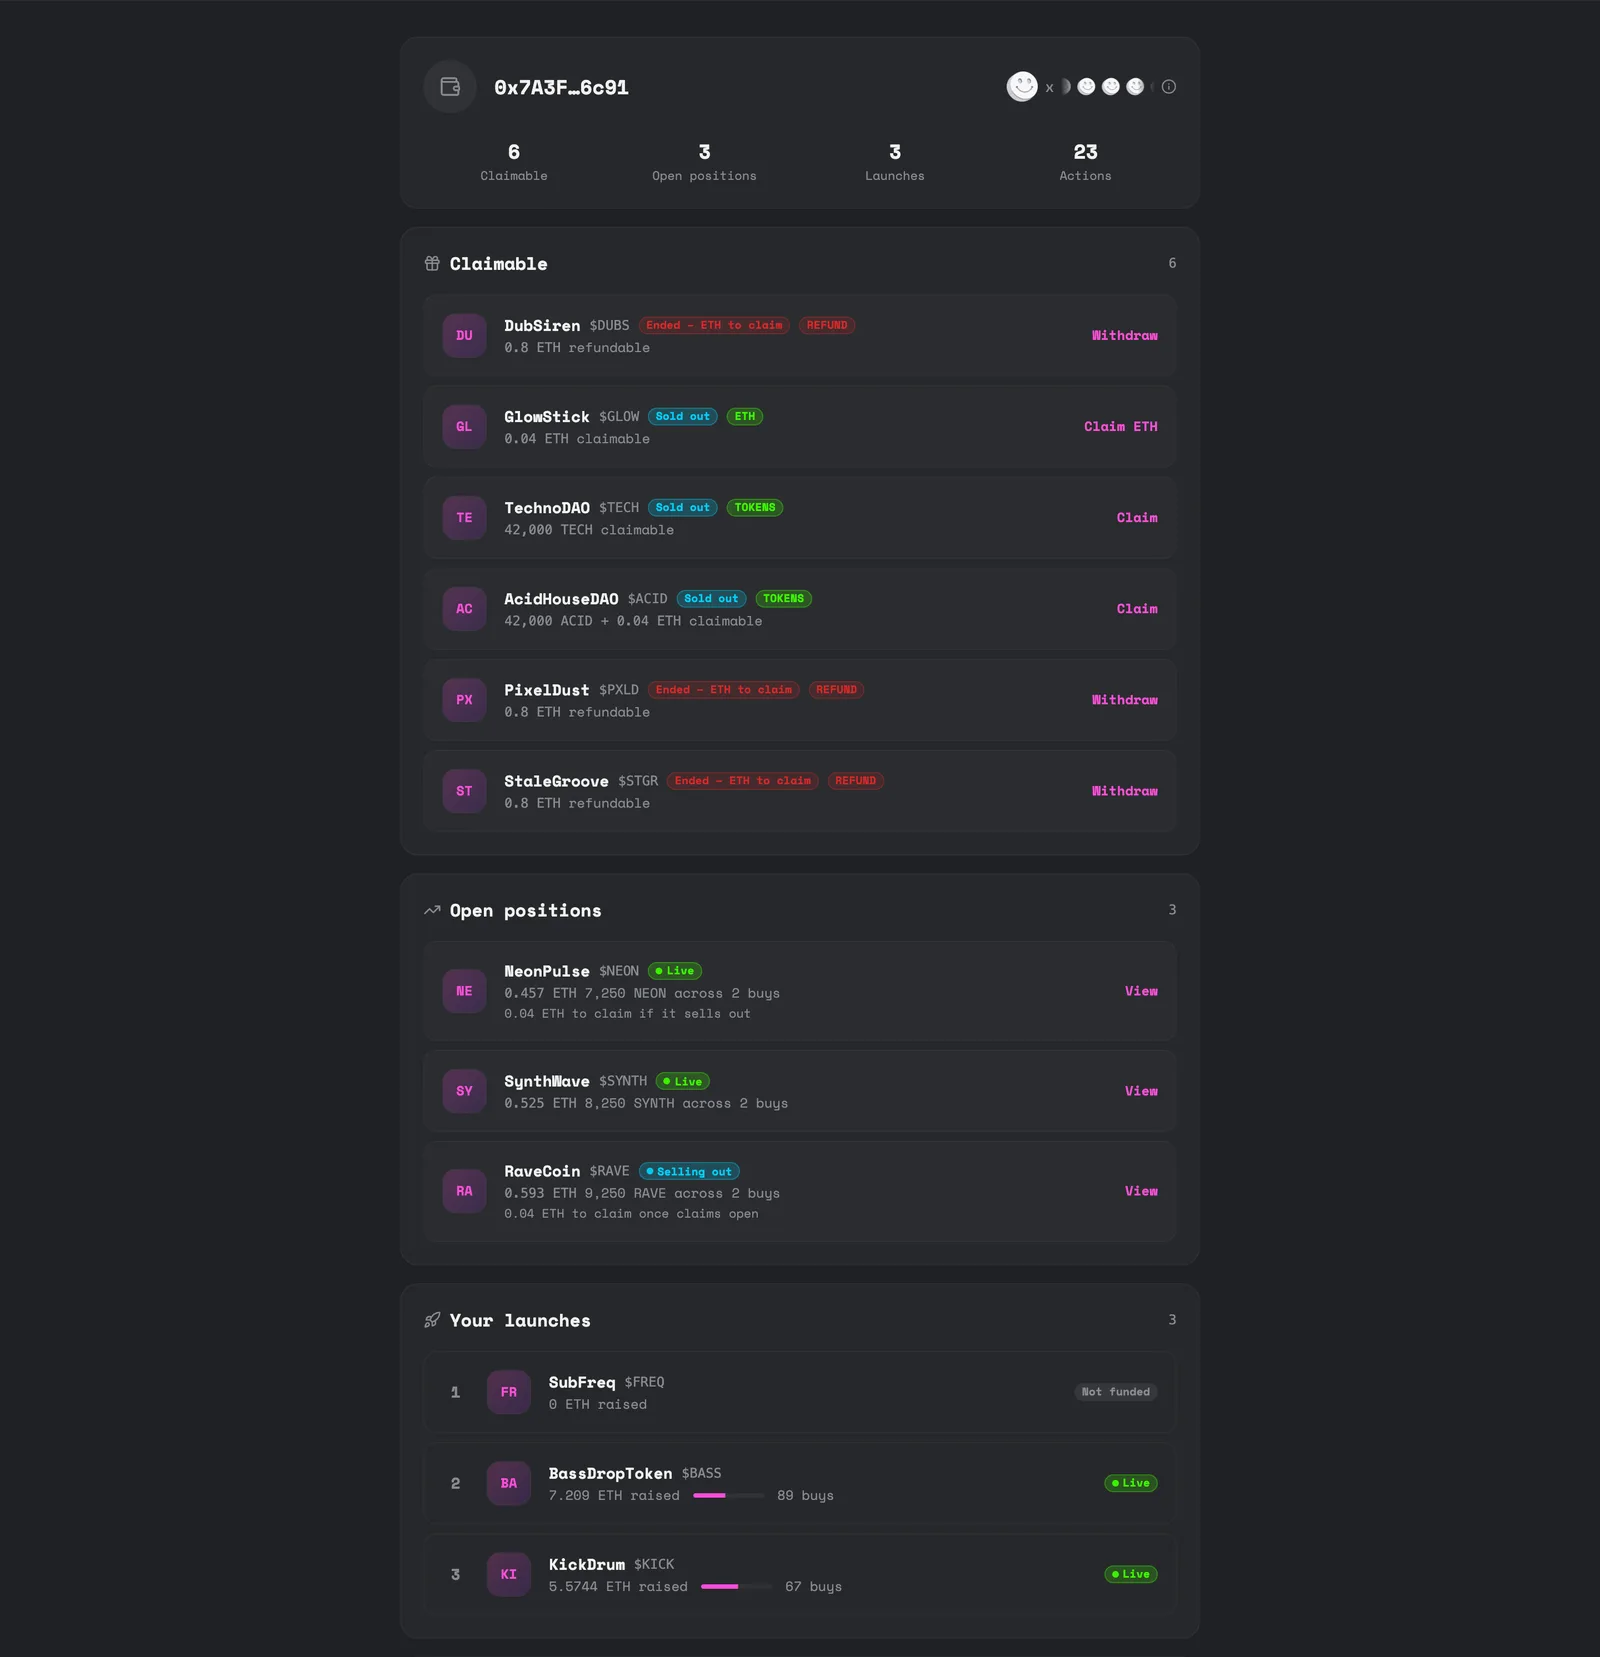 0x7A3F…6c91
x
6 3 3 23
Claimable Open positions Launches Actions
Claimable 6
DU DubSiren $DUBS Ended – ETH to claim REFUND Withdraw
0.8 ETH refundable
GL GlowStick $GLOW Sold out ETH Claim ETH
0.04 ETH claimable
TE TechnoDAO $TECH Sold out TOKENS Claim
42,000 TECH claimable
AC AcidHouseDAO $ACID Sold out TOKENS Claim
42,000 ACID + 0.04 ETH claimable
PX PixelDust $PXLD Ended – ETH to claim REFUND Withdraw
0.8 ETH refundable
ST StaleGroove $STGR Ended – ETH to claim REFUND Withdraw
0.8 ETH refundable
Open positions 3
NE NeonPulse $NEON Live View
0.457 ETH 7,250 NEON across 2 buys
0.04 ETH to claim if it sells out
SY SynthWave $SYNTH Live View
0.525 ETH 8,250 SYNTH across 2 buys
RA RaveCoin $RAVE Selling out View
0.593 ETH 9,250 RAVE across 2 buys
0.04 ETH to claim once claims open
Your launches 3
1 FR SubFreq $FREQ Not funded
0 ETH raised
2 BA BassDropToken $BASS Live
7.209 ETH raised 89 buys
3 KI KickDrum $KICK Live
5.5744 ETH raised 67 buys